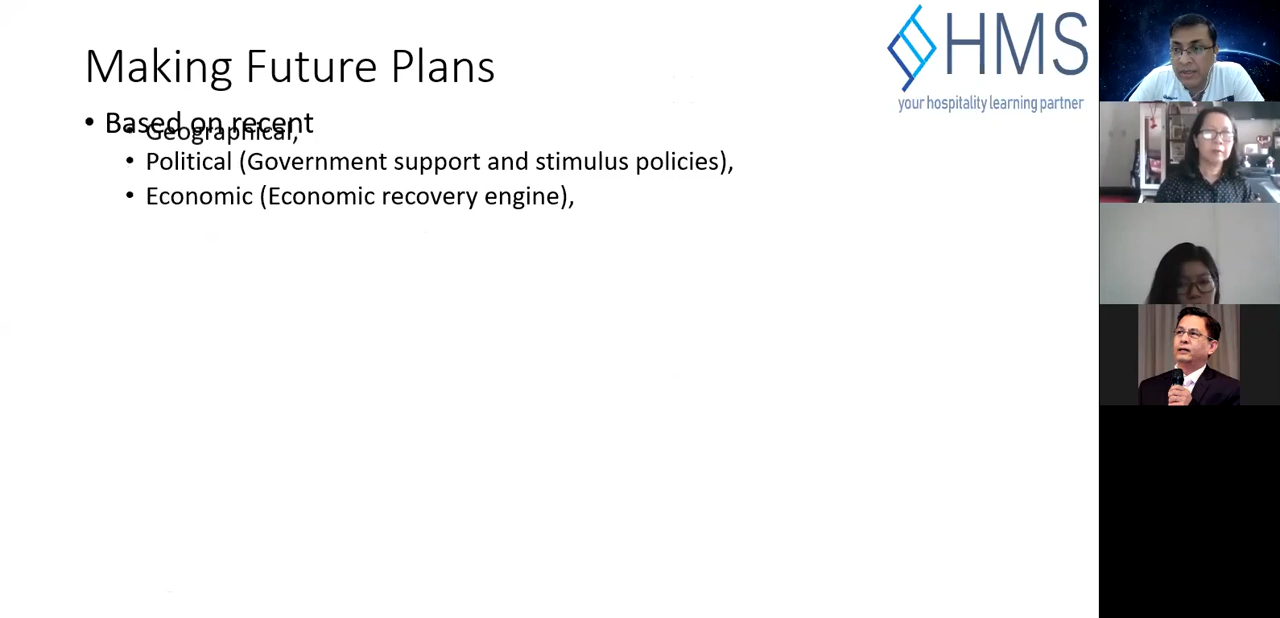 Making Future Plans
HMS
your hospitality learning partner
• Based on recent
• Geographical,
• Political (Government support and stimulus policies),
• Economic (Economic recovery engine),